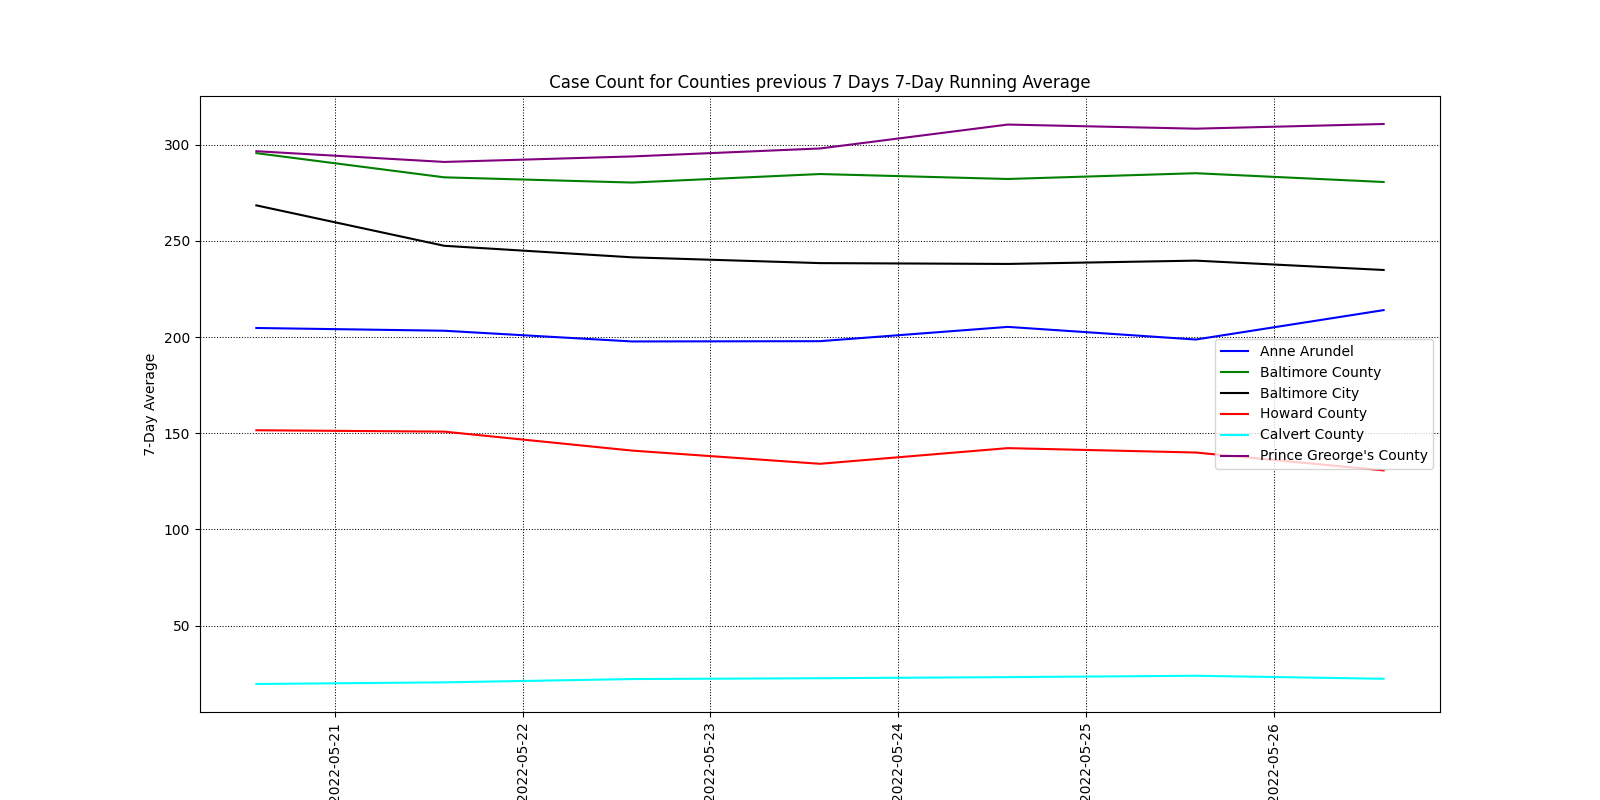 Case Count for Counties previous 7 Days 7-Day Running Average
7-Day Average
300
250
200
150
100
50
Anne Arundel
Baltimore County
Baltimore City
Howard County
Calvert County
Prince Greorge's County
2022-05-21
2022-05-22
2022-05-23
2022-05-24
2022-05-25
2022-05-26